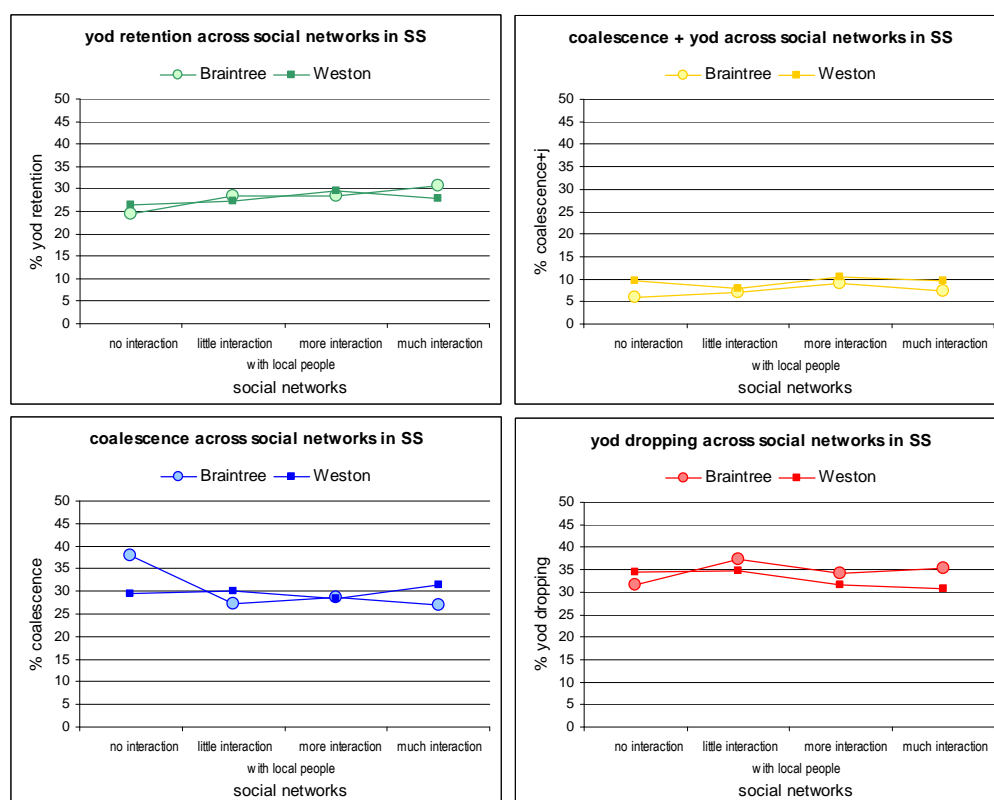 yod retention across social networks in SS
Braintree Weston
50
45
40
35
30
25
20
15
10
5
0
% yod retention
no interaction little interaction more interaction much interaction
with local people
social networks
coalescence + yod across social networks in SS
Braintree Weston
50
45
40
35
30
25
20
15
10
5
0
% coalescence+j
no interaction little interaction more interaction much interaction
with local people
social networks
coalescence across social networks in SS
Braintree Weston
50
45
40
35
30
25
20
15
10
5
0
% coalescence
no interaction little interaction more interaction much interaction
with local people
social networks
yod dropping across social networks in SS
Braintree Weston
50
45
40
35
30
25
20
15
10
5
0
% yod dropping
no interaction little interaction more interaction much interaction
with local people
social networks